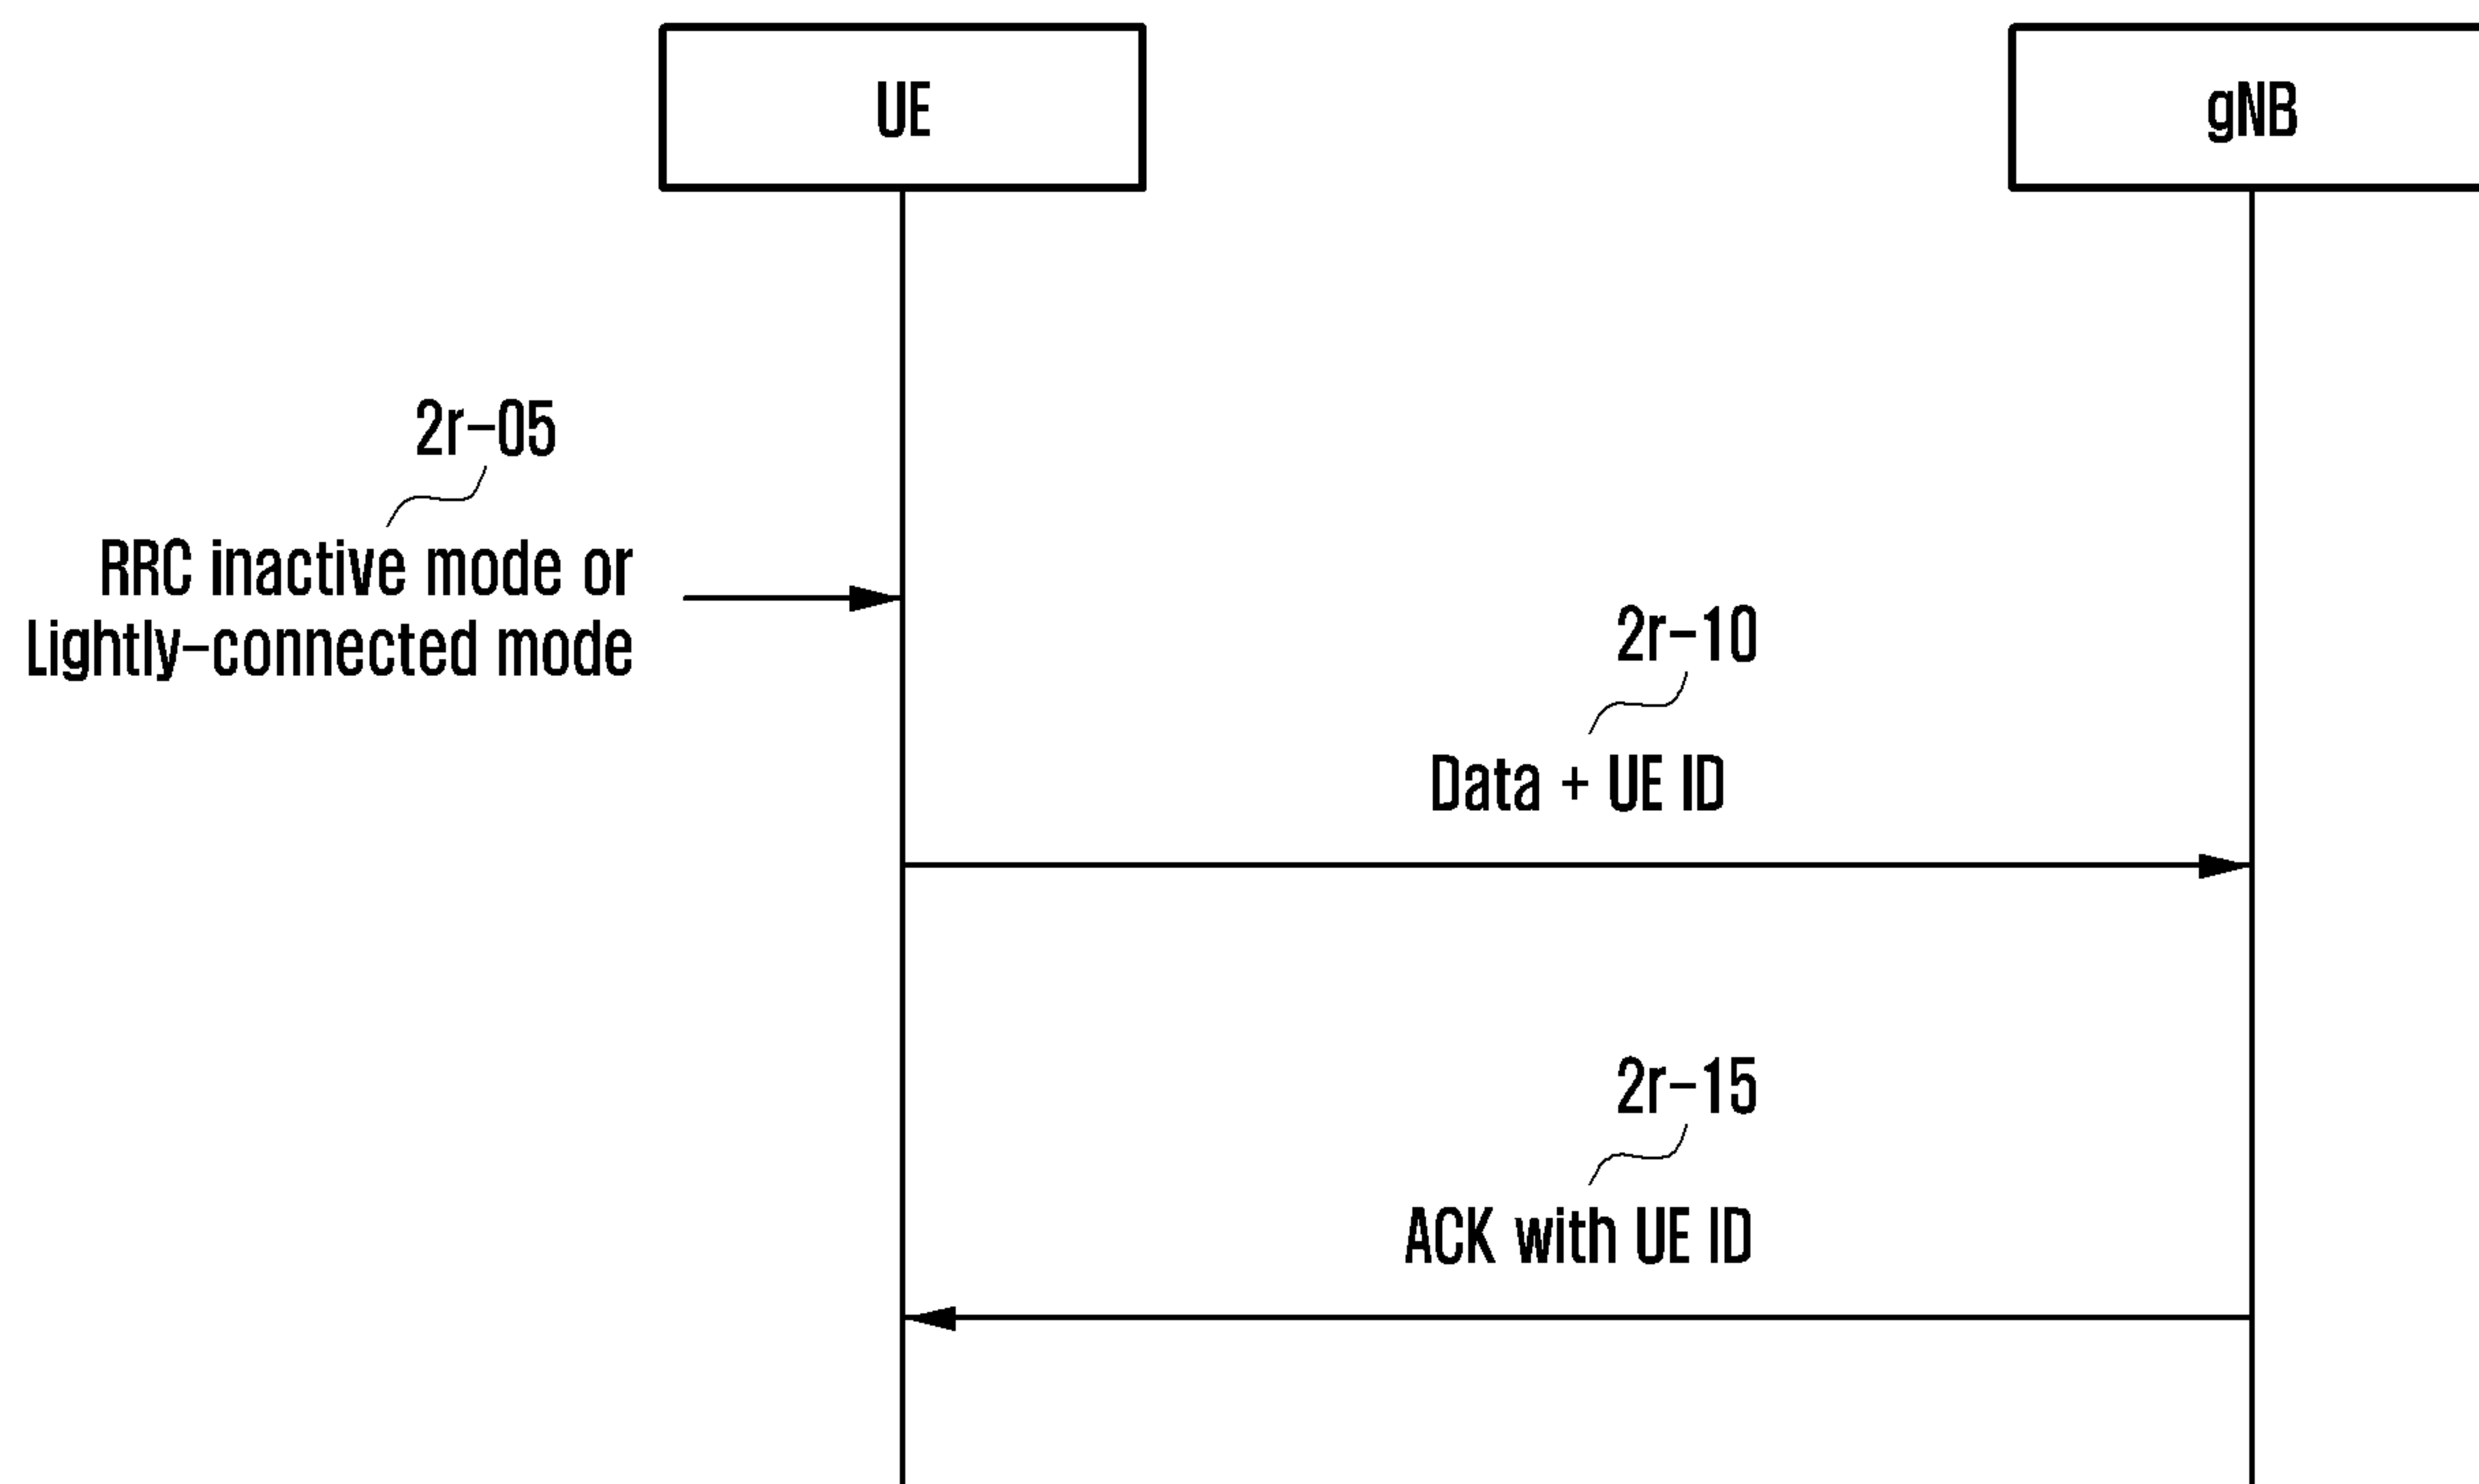 UE
gNB
2r-05
RRC inactive mode or
Lightly-connected mode
2r-10
Data + UE ID
2r-15
ACK with UE ID